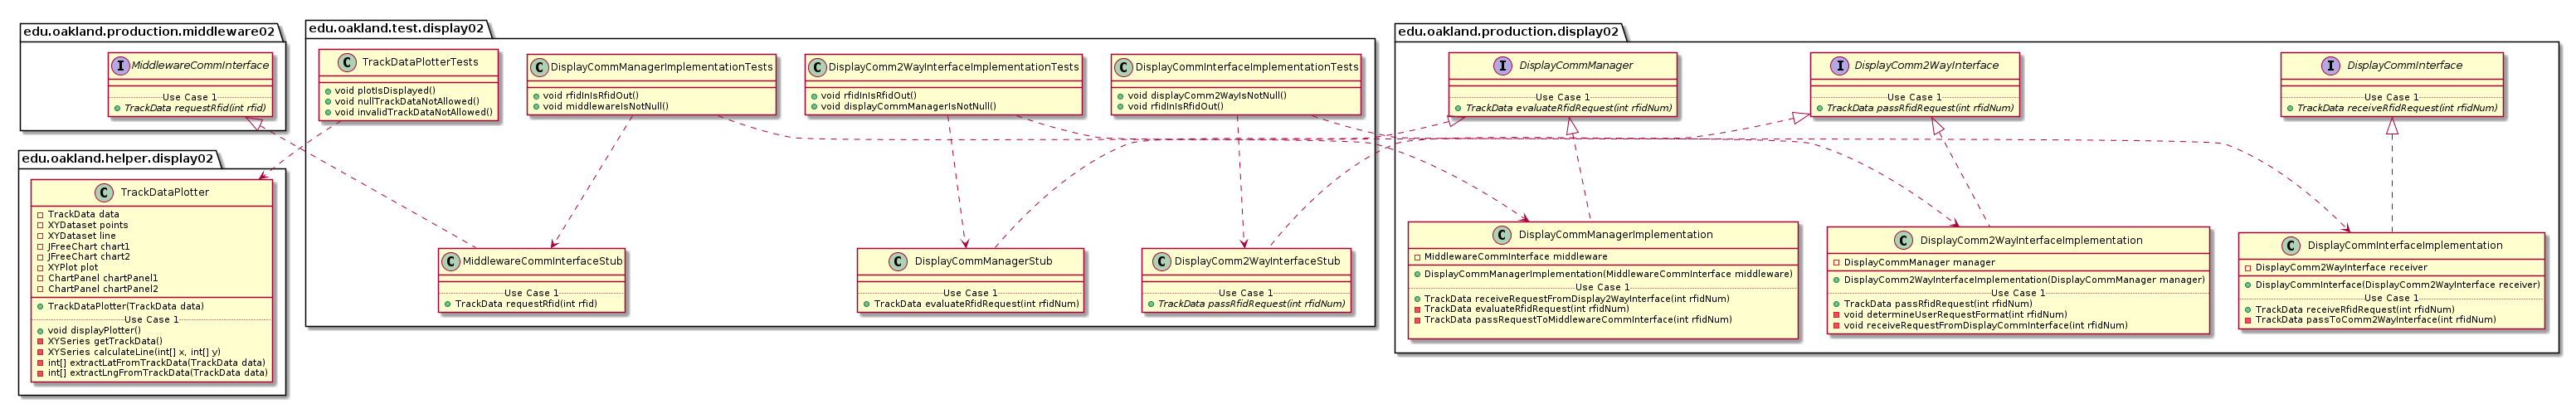 edu.oakland.production.middleware02
I MiddlewareCommInterface
Use Case 1
TrackData requestRfid(int rfid)
edu.oakland.helper.display02
C TrackDataPlotter
TrackData data
XYDataset points
XYDataset line
JFreeChart chart1
JFreeChart chart2
XYPlot plot
ChartPanel chartPanel1
ChartPanel chartPanel2
TrackDataPlotter(TrackData data)
Use Case 1
void displayPlotter()
XYSeries getTrackData()
XYSeries calculateLine(int[] x, int[] y)
int[] extractLatFromTrackData(TrackData data)
int[] extractLngFromTrackData(TrackData data)
edu.oakland.test.display02
C TrackDataPlotterTests
void plotIsDisplayed()
void nullTrackDataNotAllowed()
void invalidTrackDataNotAllowed()
C DisplayCommManagerImplementationTests
void rfidInIsRfidOut()
void middlewareIsNotNull()
C DisplayComm2WayInterfaceImplementationTests
void rfidInIsRfidOut()
void displayCommManagerIsNotNull()
C DisplayCommInterfaceImplementationTests
void displayComm2WayIsNotNull()
void rfidInIsRfidOut()
C MiddlewareCommInterfaceStub
Use Case 1
TrackData requestRfid(int rfid)
C DisplayCommManagerStub
Use Case 1
TrackData evaluateRfidRequest(int rfidNum)
C DisplayComm2WayInterfaceStub
Use Case 1
TrackData passRfidRequest(int rfidNum)
edu.oakland.production.display02
I DisplayCommManager
Use Case 1
TrackData evaluateRfidRequest(int rfidNum)
I DisplayComm2WayInterface
Use Case 1
TrackData passRfidRequest(int rfidNum)
I DisplayCommInterface
Use Case 1
TrackData receiveRfidRequest(int rfidNum)
C DisplayCommManagerImplementation
MiddlewareCommInterface middleware
DisplayCommManagerImplementation(MiddlewareCommInterface middleware)
Use Case 1
TrackData receiveRequestFromDisplay2WayInterface(int rfidNum)
TrackData evaluateRfidRequest(int rfidNum)
TrackData passRequestToMiddlewareCommInterface(int rfidNum)
C DisplayComm2WayInterfaceImplementation
DisplayCommManager manager
DisplayComm2WayInterfaceImplementation(DisplayCommManager manager)
Use Case 1
TrackData passRfidRequest(int rfidNum)
void determineUserRequestFormat(int rfidNum)
void receiveRequestFromDisplayCommInterface(int rfidNum)
C DisplayCommInterfaceImplementation
DisplayComm2WayInterface receiver
DisplayCommInterface(DisplayComm2WayInterface receiver)
Use Case 1
TrackData receiveRfidRequest(int rfidNum)
TrackData passToComm2WayInterface(int rfidNum)